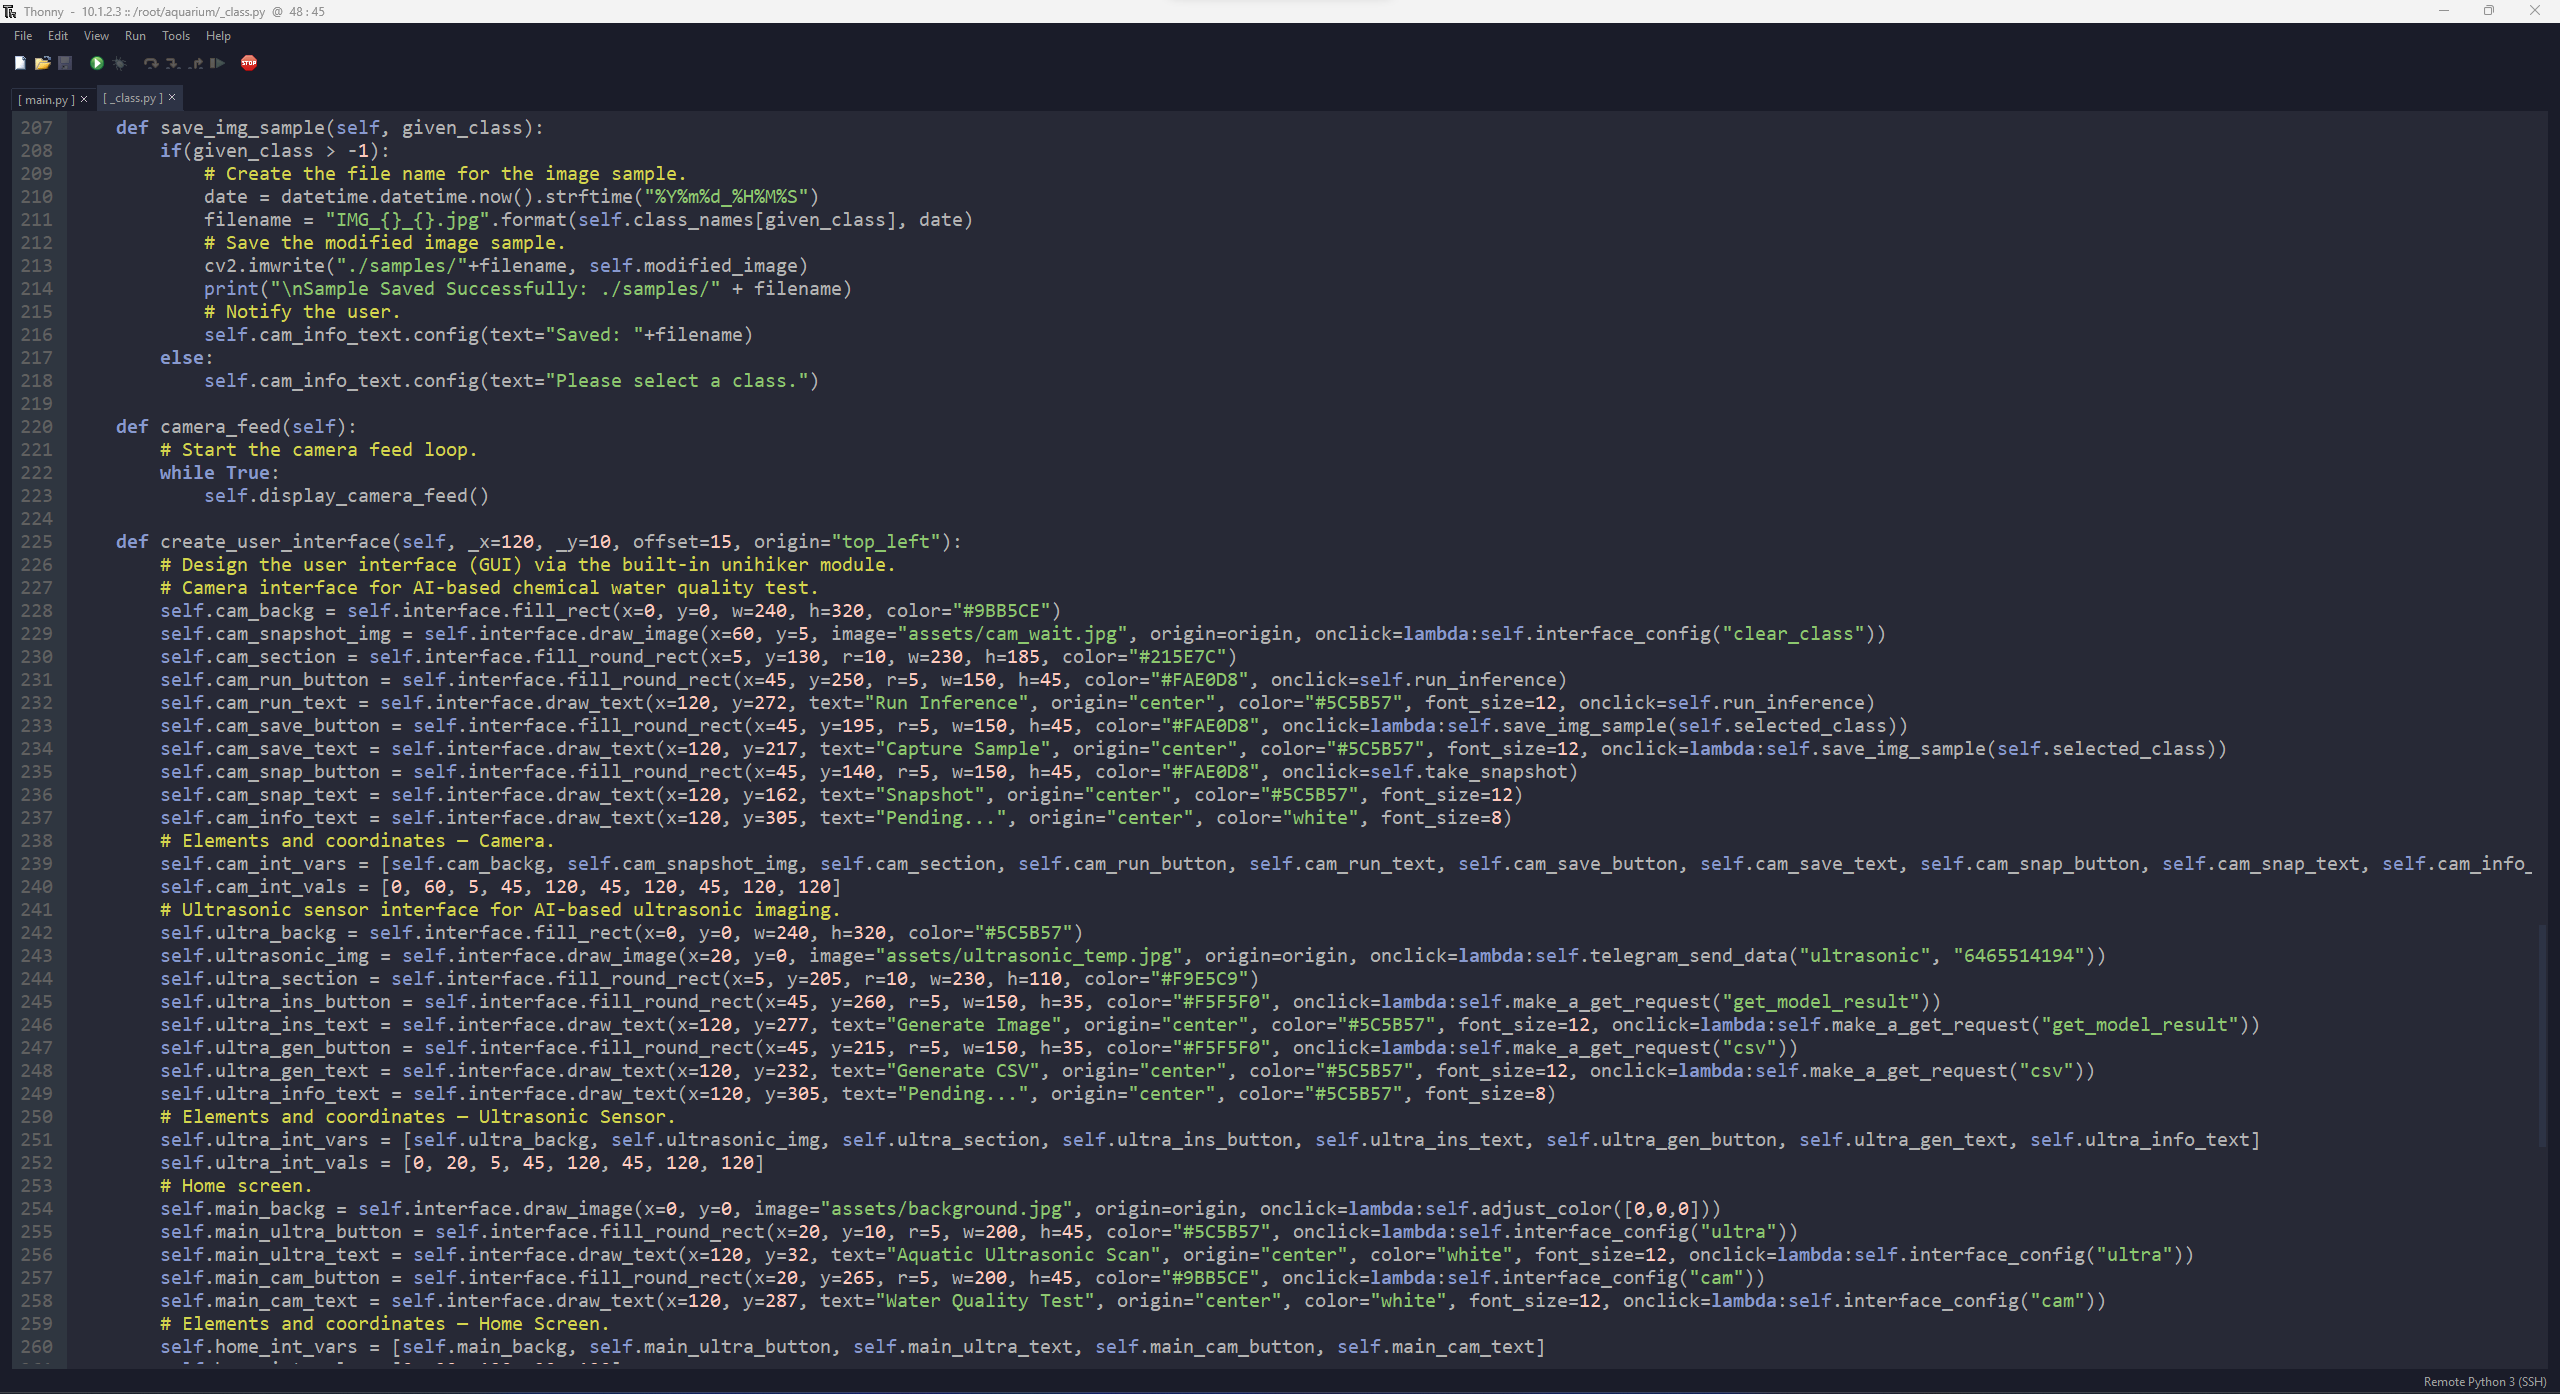 Thonny - 10.1.2.3 :: /root/aquarium/_class.py @ 48 : 45
File Edit View Run Tools Help
STOP
[ main.py ] × [ _class.py ] ×
207     def save_img_sample(self, given_class):
208         if(given_class > -1):
209             # Create the file name for the image sample.
210             date = datetime.datetime.now().strftime("%Y%m%d_%H%M%S")
211             filename = "IMG_{}_{}.jpg".format(self.class_names[given_class], date)
212             # Save the modified image sample.
213             cv2.imwrite("./samples/"+filename, self.modified_image)
214             print("\nSample Saved Successfully: ./samples/" + filename)
215             # Notify the user.
216             self.cam_info_text.config(text="Saved: "+filename)
217         else:
218             self.cam_info_text.config(text="Please select a class.")
219
220     def camera_feed(self):
221         # Start the camera feed loop.
222         while True:
223             self.display_camera_feed()
224
225     def create_user_interface(self, _x=120, _y=10, offset=15, origin="top_left"):
226         # Design the user interface (GUI) via the built-in unihiker module.
227         # Camera interface for AI-based chemical water quality test.
228         self.cam_backg = self.interface.fill_rect(x=0, y=0, w=240, h=320, color="#9BB5CE")
229         self.cam_snapshot_img = self.interface.draw_image(x=60, y=5, image="assets/cam_wait.jpg", origin=origin, onclick=lambda:self.interface_config("clear_class"))
230         self.cam_section = self.interface.fill_round_rect(x=5, y=130, r=10, w=230, h=185, color="#215E7C")
231         self.cam_run_button = self.interface.fill_round_rect(x=45, y=250, r=5, w=150, h=45, color="#FAE0D8", onclick=self.run_inference)
232         self.cam_run_text = self.interface.draw_text(x=120, y=272, text="Run Inference", origin="center", color="#5C5B57", font_size=12, onclick=self.run_inference)
233         self.cam_save_button = self.interface.fill_round_rect(x=45, y=195, r=5, w=150, h=45, color="#FAE0D8", onclick=lambda:self.save_img_sample(self.selected_class))
234         self.cam_save_text = self.interface.draw_text(x=120, y=217, text="Capture Sample", origin="center", color="#5C5B57", font_size=12, onclick=lambda:self.save_img_sample(self.selected_class))
235         self.cam_snap_button = self.interface.fill_round_rect(x=45, y=140, r=5, w=150, h=45, color="#FAE0D8", onclick=self.take_snapshot)
236         self.cam_snap_text = self.interface.draw_text(x=120, y=162, text="Snapshot", origin="center", color="#5C5B57", font_size=12)
237         self.cam_info_text = self.interface.draw_text(x=120, y=305, text="Pending...", origin="center", color="white", font_size=8)
238         # Elements and coordinates — Camera.
239         self.cam_int_vars = [self.cam_backg, self.cam_snapshot_img, self.cam_section, self.cam_run_button, self.cam_run_text, self.cam_save_button, self.cam_save_text, self.cam_snap_button, self.cam_snap_text, self.cam_info_
240         self.cam_int_vals = [0, 60, 5, 45, 120, 45, 120, 45, 120, 120]
241         # Ultrasonic sensor interface for AI-based ultrasonic imaging.
242         self.ultra_backg = self.interface.fill_rect(x=0, y=0, w=240, h=320, color="#5C5B57")
243         self.ultrasonic_img = self.interface.draw_image(x=20, y=0, image="assets/ultrasonic_temp.jpg", origin=origin, onclick=lambda:self.telegram_send_data("ultrasonic", "6465514194"))
244         self.ultra_section = self.interface.fill_round_rect(x=5, y=205, r=10, w=230, h=110, color="#F9E5C9")
245         self.ultra_ins_button = self.interface.fill_round_rect(x=45, y=260, r=5, w=150, h=35, color="#F5F5F0", onclick=lambda:self.make_a_get_request("get_model_result"))
246         self.ultra_ins_text = self.interface.draw_text(x=120, y=277, text="Generate Image", origin="center", color="#5C5B57", font_size=12, onclick=lambda:self.make_a_get_request("get_model_result"))
247         self.ultra_gen_button = self.interface.fill_round_rect(x=45, y=215, r=5, w=150, h=35, color="#F5F5F0", onclick=lambda:self.make_a_get_request("csv"))
248         self.ultra_gen_text = self.interface.draw_text(x=120, y=232, text="Generate CSV", origin="center", color="#5C5B57", font_size=12, onclick=lambda:self.make_a_get_request("csv"))
249         self.ultra_info_text = self.interface.draw_text(x=120, y=305, text="Pending...", origin="center", color="#5C5B57", font_size=8)
250         # Elements and coordinates — Ultrasonic Sensor.
251         self.ultra_int_vars = [self.ultra_backg, self.ultrasonic_img, self.ultra_section, self.ultra_ins_button, self.ultra_ins_text, self.ultra_gen_button, self.ultra_gen_text, self.ultra_info_text]
252         self.ultra_int_vals = [0, 20, 5, 45, 120, 45, 120, 120]
253         # Home screen.
254         self.main_backg = self.interface.draw_image(x=0, y=0, image="assets/background.jpg", origin=origin, onclick=lambda:self.adjust_color([0,0,0]))
255         self.main_ultra_button = self.interface.fill_round_rect(x=20, y=10, r=5, w=200, h=45, color="#5C5B57", onclick=lambda:self.interface_config("ultra"))
256         self.main_ultra_text = self.interface.draw_text(x=120, y=32, text="Aquatic Ultrasonic Scan", origin="center", color="white", font_size=12, onclick=lambda:self.interface_config("ultra"))
257         self.main_cam_button = self.interface.fill_round_rect(x=20, y=265, r=5, w=200, h=45, color="#9BB5CE", onclick=lambda:self.interface_config("cam"))
258         self.main_cam_text = self.interface.draw_text(x=120, y=287, text="Water Quality Test", origin="center", color="white", font_size=12, onclick=lambda:self.interface_config("cam"))
259         # Elements and coordinates — Home Screen.
260         self.home_int_vars = [self.main_backg, self.main_ultra_button, self.main_ultra_text, self.main_cam_button, self.main_cam_text]
Remote Python 3 (SSH)